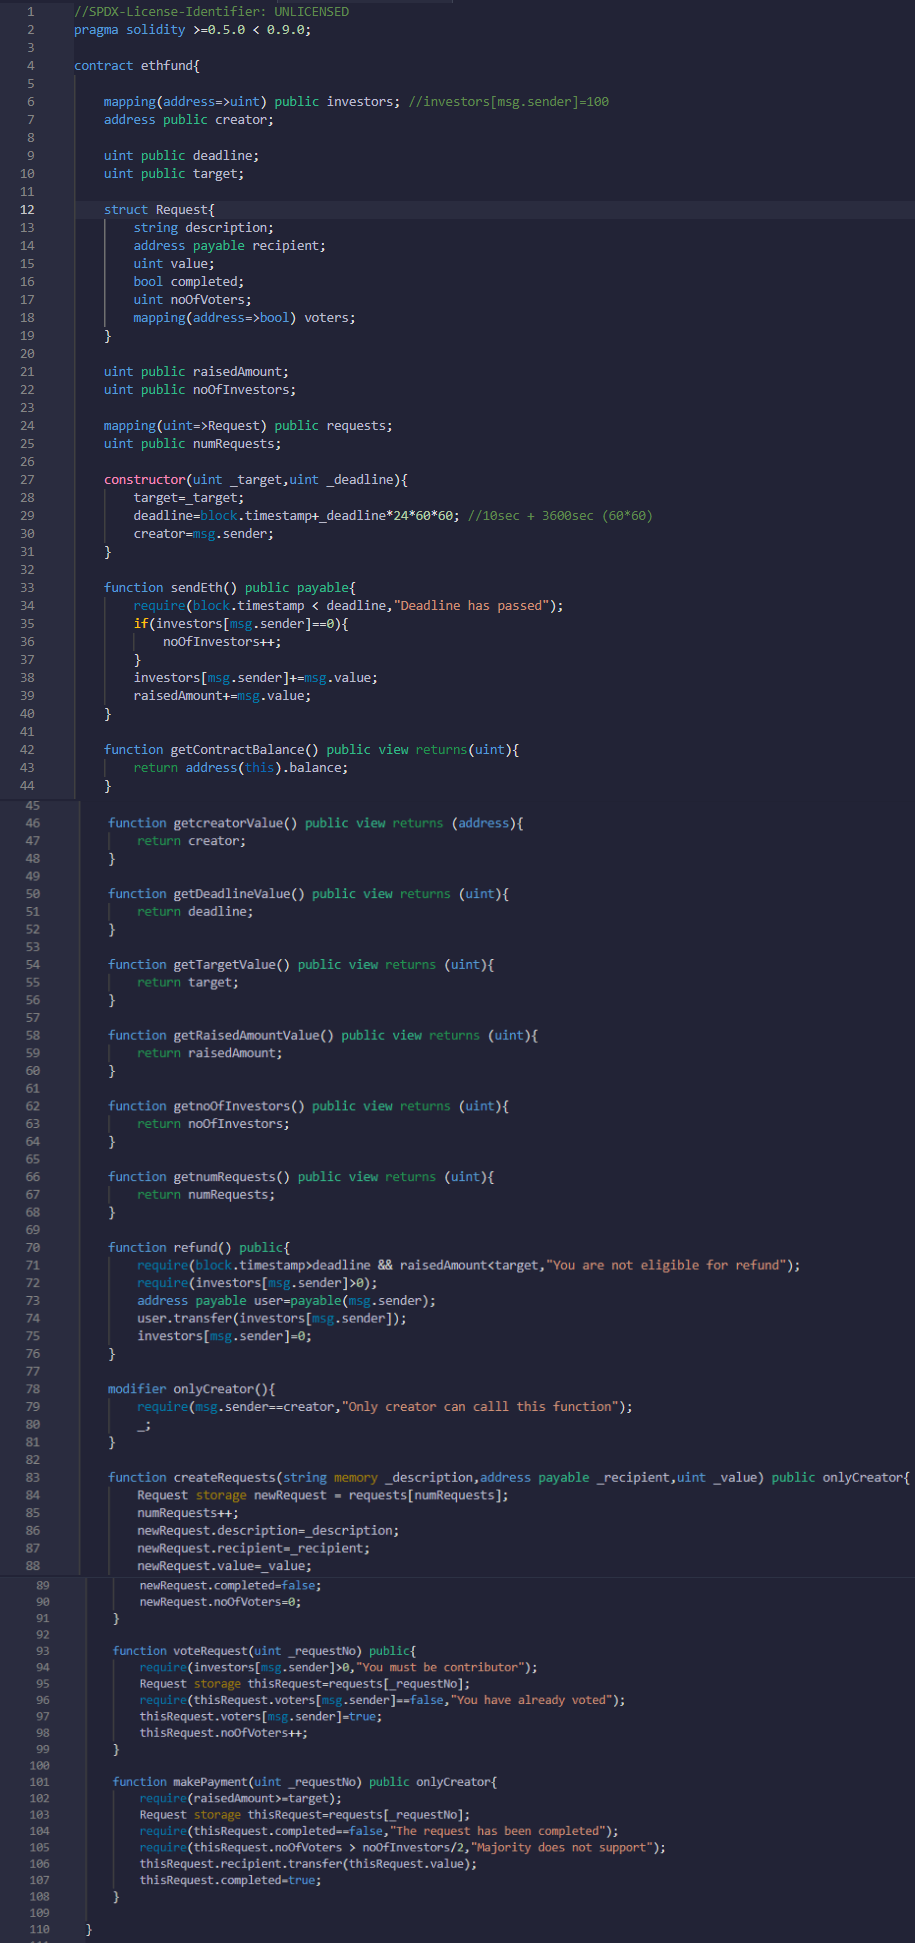 1 //SPDX-License-Identifier: UNLICENSED
2 pragma solidity >=0.5.0 < 0.9.0;
3
4 contract ethfund{
5
6 mapping(address=>uint) public investors; //investors[msg.sender]=100
7 address public creator;
8
9 uint public deadline;
10 uint public target;
11
12 struct Request{
13 string description;
14 address payable recipient;
15 uint value;
16 bool completed;
17 uint noOfVoters;
18 mapping(address=>bool) voters;
19 }
20
21 uint public raisedAmount;
22 uint public noOfInvestors;
23
24 mapping(uint=>Request) public requests;
25 uint public numRequests;
26
27 constructor(uint _target,uint _deadline){
28 target=_target;
29 deadline=block.timestamp+_deadline*24*60*60; //10sec + 3600sec (60*60)
30 creator=msg.sender;
31 }
32
33 function sendEth() public payable{
34 require(block.timestamp < deadline,"Deadline has passed");
35 if(investors[msg.sender]==0){
36 noOfInvestors++;
37 }
38 investors[msg.sender]+=msg.value;
39 raisedAmount+=msg.value;
40 }
41
42 function getContractBalance() public view returns(uint){
43 return address(this).balance;
44 }
45
46 function getcreatorValue() public view returns (address){
47 return creator;
48 }
49
50 function getDeadlineValue() public view returns (uint){
51 return deadline;
52 }
53
54 function getTargetValue() public view returns (uint){
55 return target;
56 }
57
58 function getRaisedAmountValue() public view returns (uint){
59 return raisedAmount;
60 }
61
62 function getnoOfInvestors() public view returns (uint){
63 return noOfInvestors;
64 }
65
66 function getnumRequests() public view returns (uint){
67 return numRequests;
68 }
69
70 function refund() public{
71 require(block.timestamp>deadline && raisedAmount<target,"You are not eligible for refund");
72 require(investors[msg.sender]>0);
73 address payable user=payable(msg.sender);
74 user.transfer(investors[msg.sender]);
75 investors[msg.sender]=0;
76 }
77
78 modifier onlyCreator(){
79 require(msg.sender==creator,"Only creator can calll this function");
80 _;
81 }
82
83 function createRequests(string memory _description,address payable _recipient,uint _value) public onlyCreator{
84 Request storage newRequest = requests[numRequests];
85 numRequests++;
86 newRequest.description=_description;
87 newRequest.recipient=_recipient;
88 newRequest.value=_value;
89 newRequest.completed=false;
90 newRequest.noOfVoters=0;
91 }
92
93 function voteRequest(uint _requestNo) public{
94 require(investors[msg.sender]>0,"You must be contributor");
95 Request storage thisRequest=requests[_requestNo];
96 require(thisRequest.voters[msg.sender]==false,"You have already voted");
97 thisRequest.voters[msg.sender]=true;
98 thisRequest.noOfVoters++;
99 }
100
101 function makePayment(uint _requestNo) public onlyCreator{
102 require(raisedAmount>=target);
103 Request storage thisRequest=requests[_requestNo];
104 require(thisRequest.completed==false,"The request has been completed");
105 require(thisRequest.noOfVoters > noOfInvestors/2,"Majority does not support");
106 thisRequest.recipient.transfer(thisRequest.value);
107 thisRequest.completed=true;
108 }
109
110 }